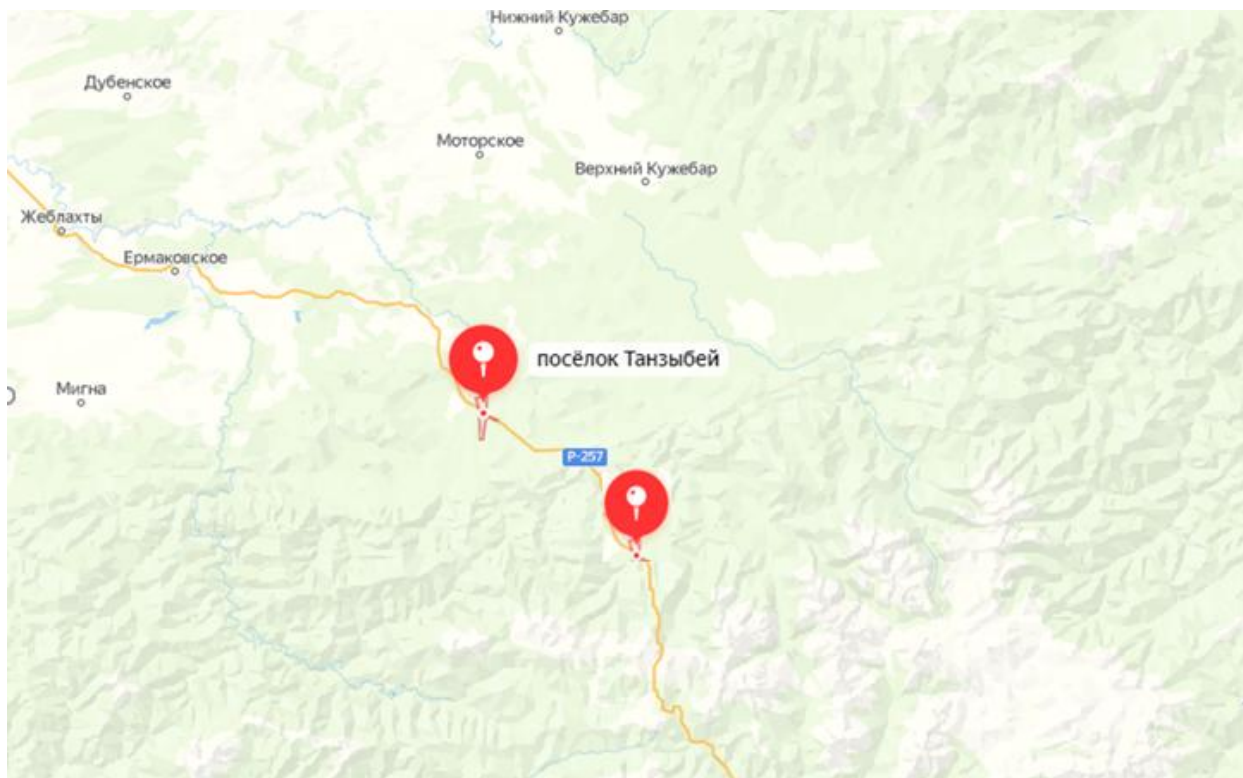 Нижний Кужебар
Дубенское
Моторское
Верхний Кужебар
Жеблахты
Ермаковское
посёлок Танзыбей
Мигна
Р-257